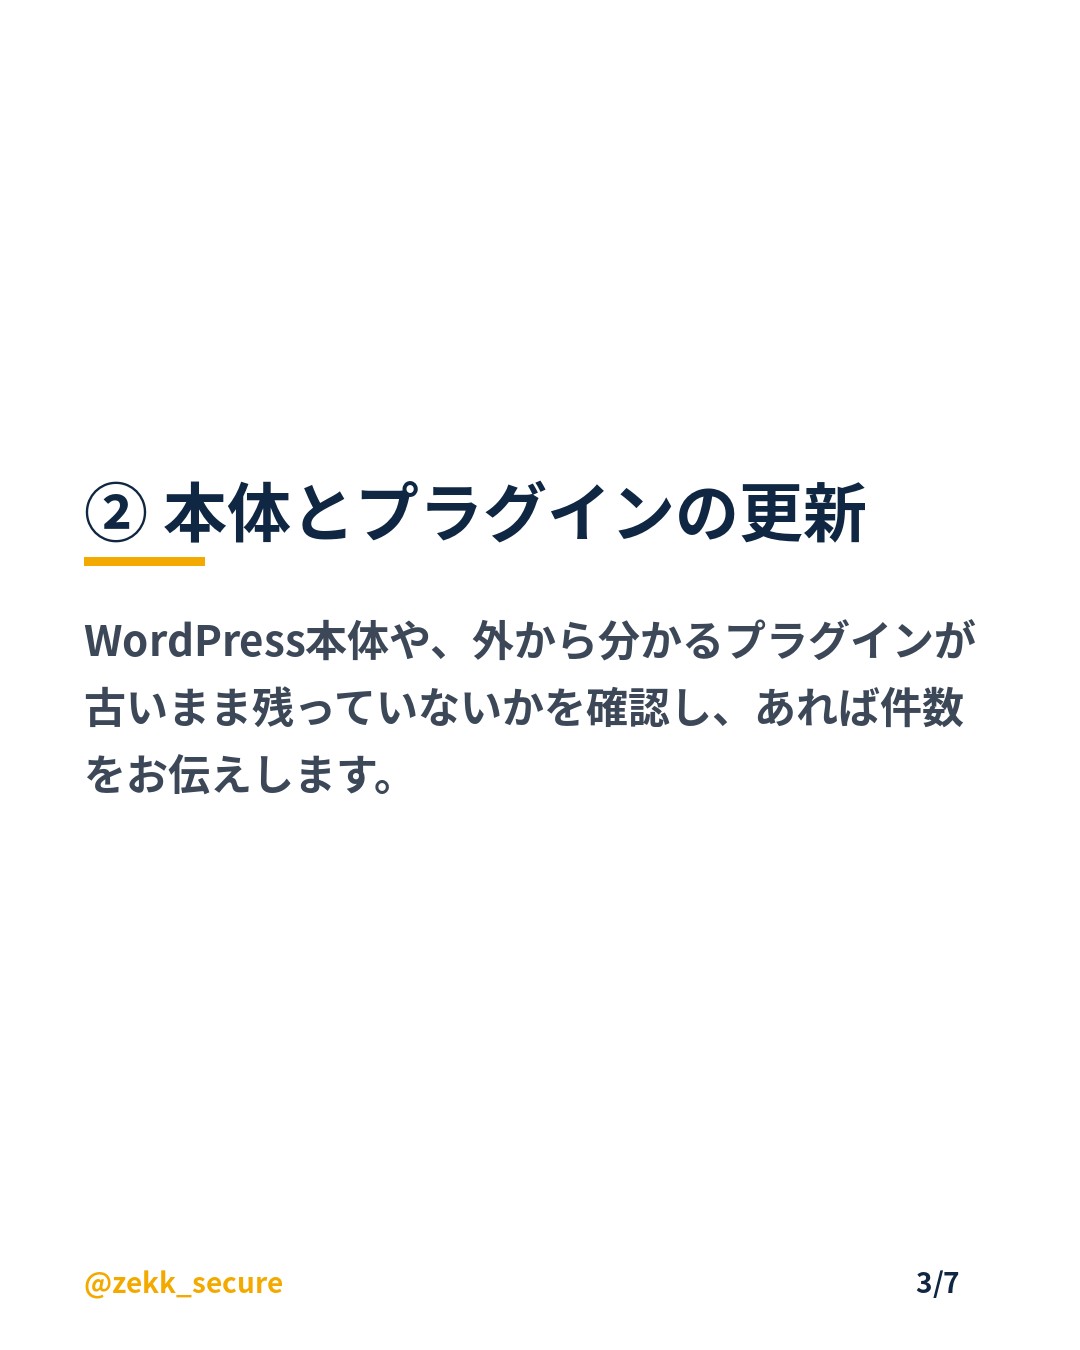 ② 本体とプラグインの更新
WordPress本体や、外から分かるプラグインが
古いまま残っていないかを確認し、あれば件数
をお伝えします。
@zekk_secure
3/7